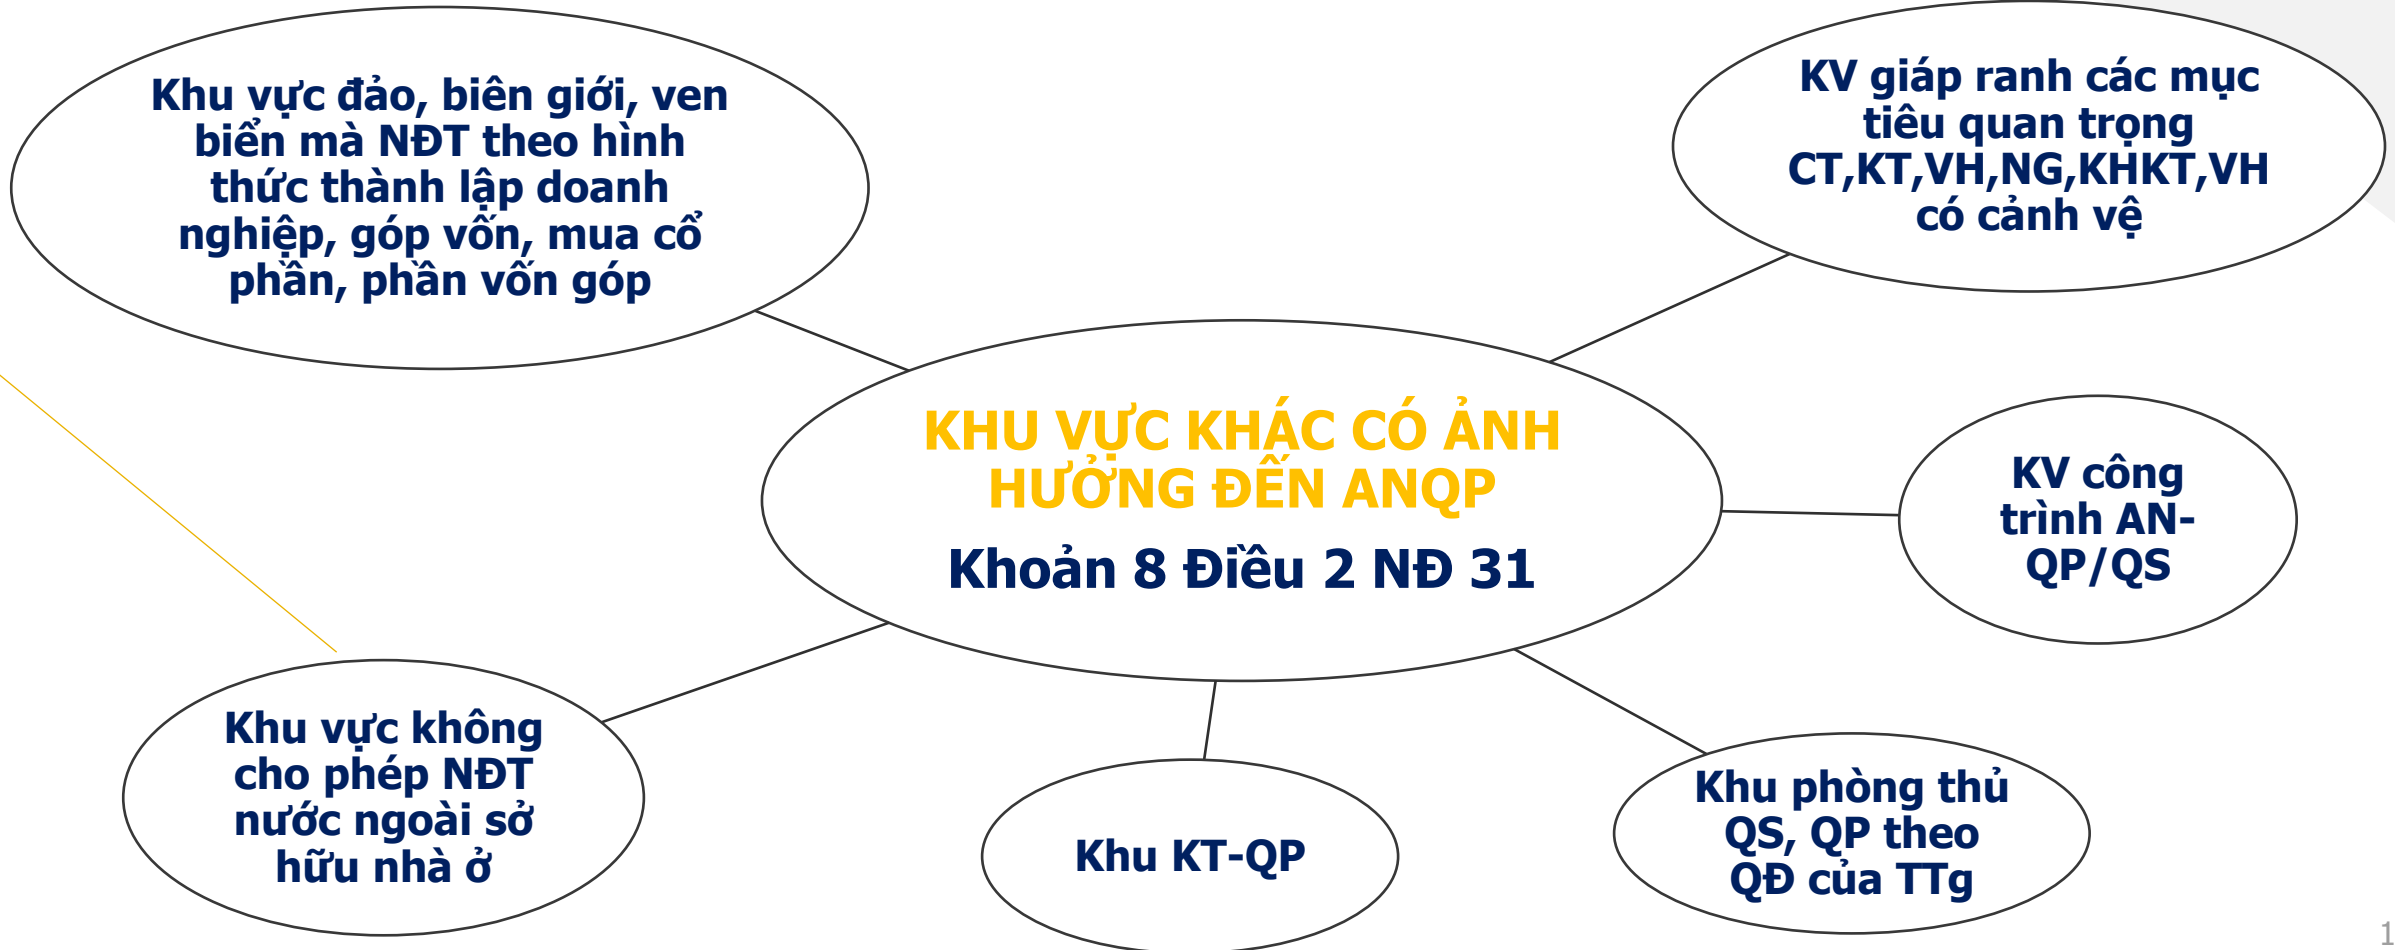 Khu vực đảo, biên giới, ven
biển mà NĐT theo hình
thức thành lập doanh
nghiệp, góp vốn, mua cổ
phần, phần vốn góp
KV giáp ranh các mục
tiêu quan trọng
CT,KT,VH,NG,KHKT,VH
có cảnh vệ
KHU VỰC KHÁC CÓ ẢNH
HƯỞNG ĐẾN ANQP
Khoản 8 Điều 2 NĐ 31
KV công
trình AN-
QP/QS
Khu vực không
cho phép NĐT
nước ngoài sở
hữu nhà ở
Khu KT-QP
Khu phòng thủ
QS, QP theo
QĐ của TTg
1